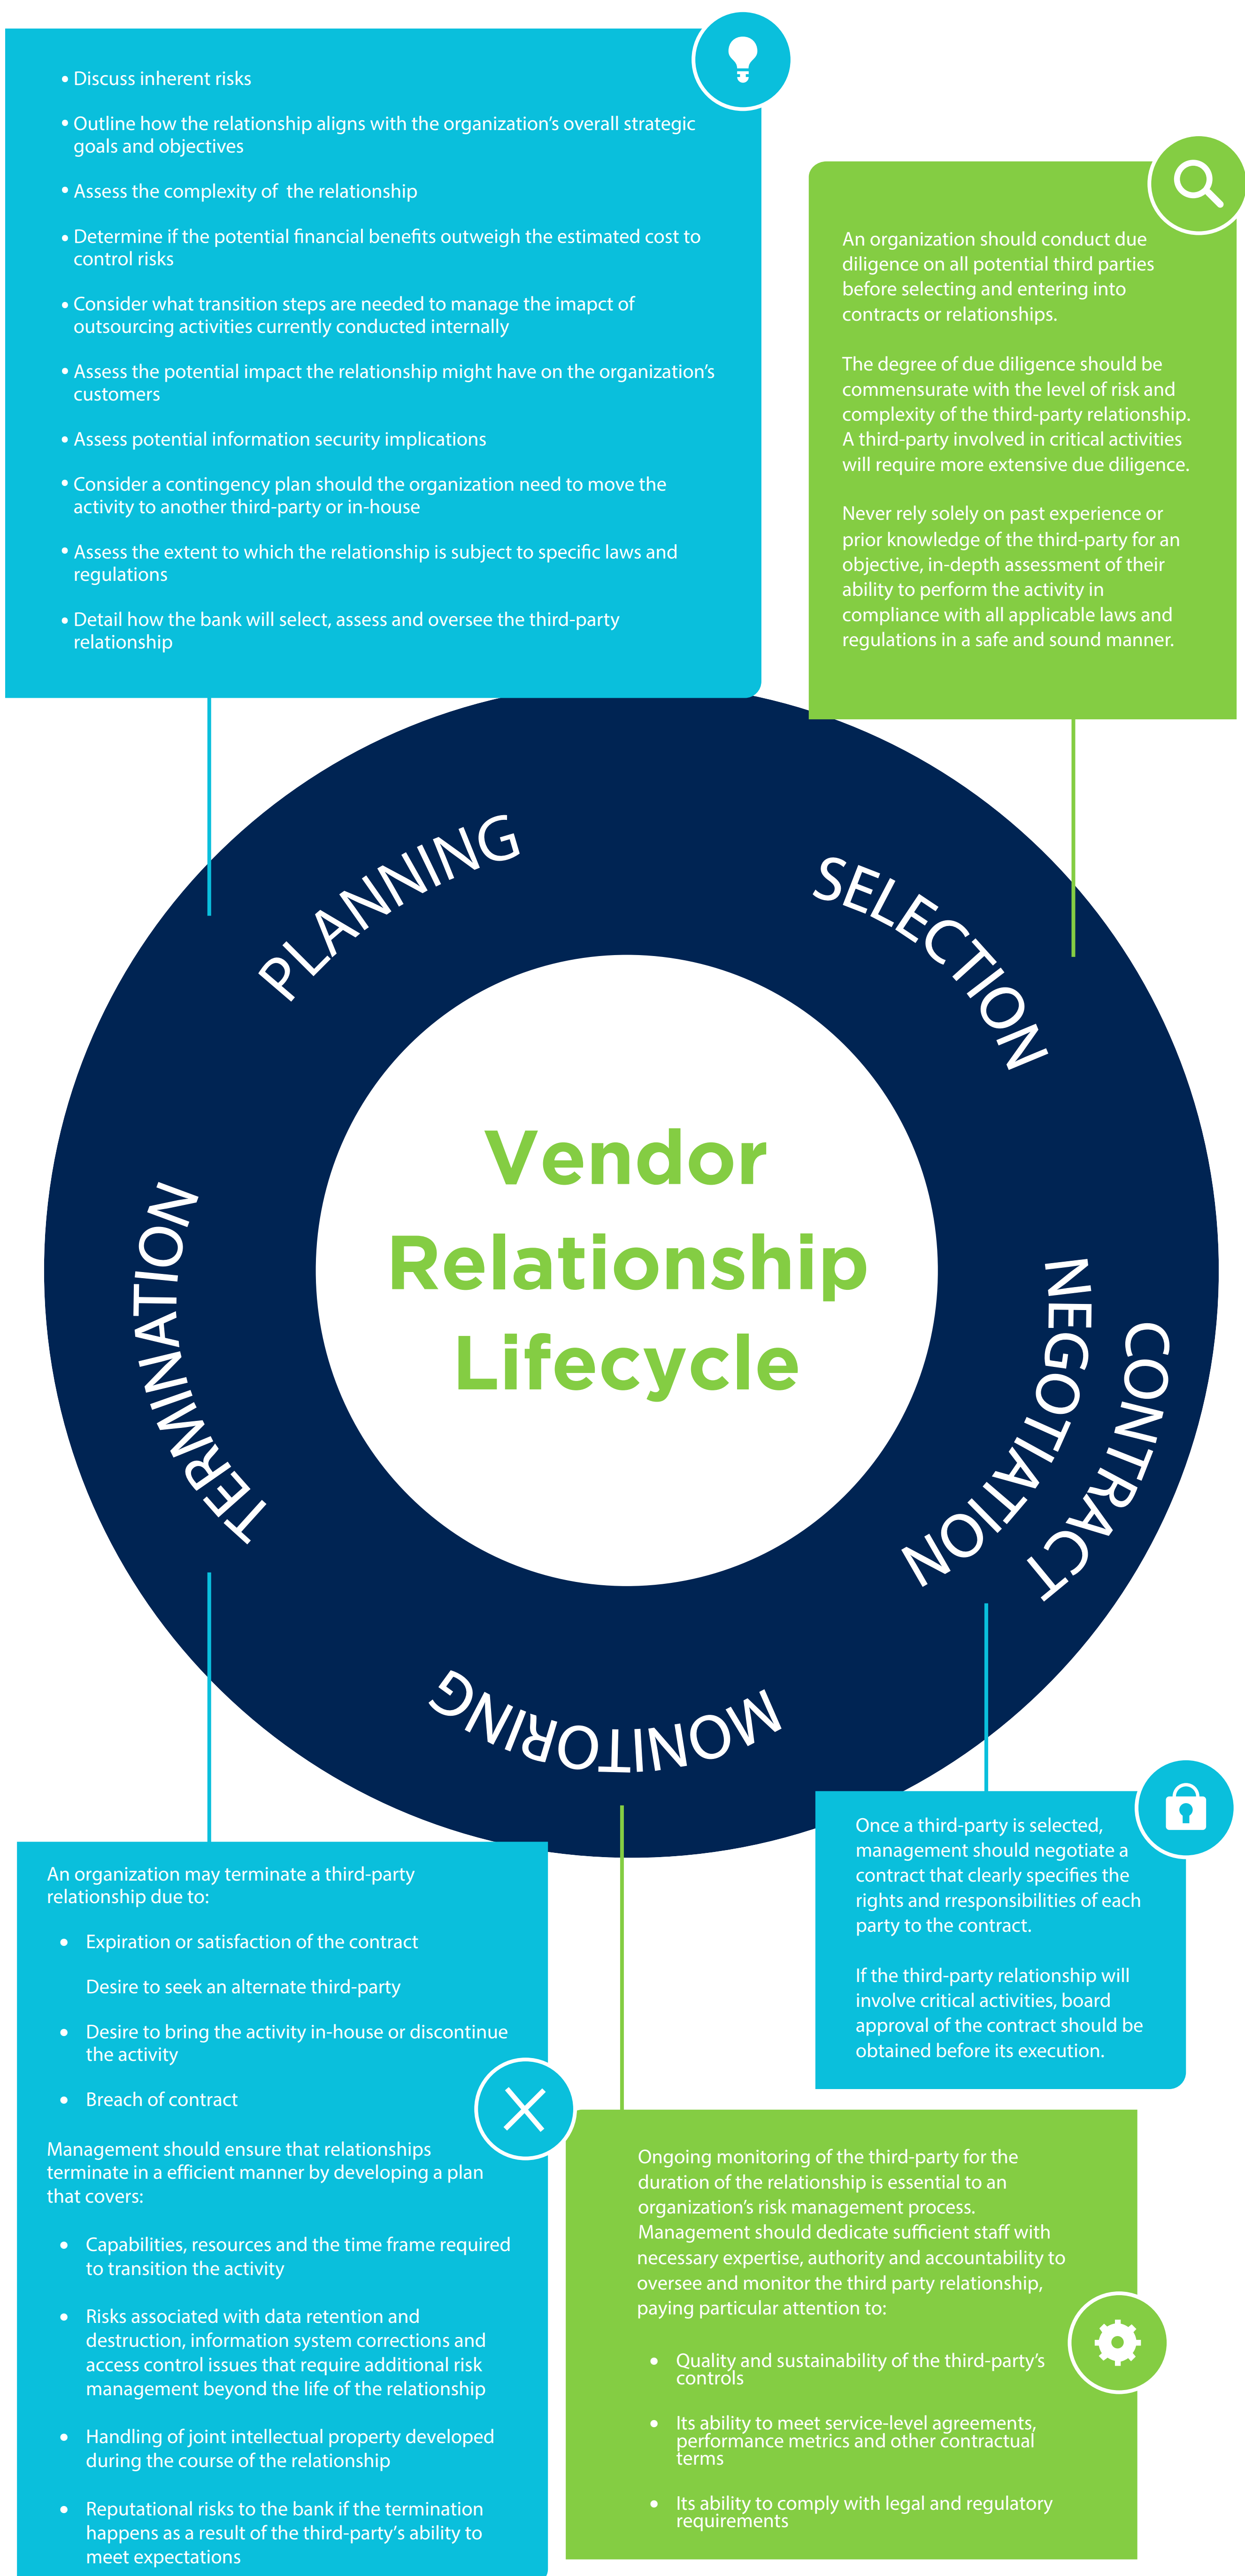 • Discuss inherent risks
• Outline how the relationship aligns with the organization's overall strategic
goals and objectives
• Assess the complexity of the relationship
• Determine if the potential financial benefits outweigh the estimated cost to
control risks
• Consider what transition steps are needed to manage the imapct of
outsourcing activities currently conducted internally
• Assess the potential impact the relationship might have on the organization's
customers
• Assess potential information security implications
• Consider a contingency plan should the organization need to move the
activity to another third-party or in-house
• Assess the extent to which the relationship is subject to specific laws and
regulations
• Detail how the bank will select, assess and oversee the third-party
relationship
An organization should conduct due
diligence on all potential third parties
before selecting and entering into
contracts or relationships.
The degree of due diligence should be
commensurate with the level of risk and
complexity of the third-party relationship.
A third-party involved in critical activities
will require more extensive due diligence.
Never rely solely on past experience or
prior knowledge of the third-party for an
objective, in-depth assessment of their
ability to perform the activity in
compliance with all applicable laws and
regulations in a safe and sound manner.
PLANNING
SELECTION
Vendor
Relationship
Lifecycle
CONTRACT
NEGOTIATION
MONITORING
TERMINATION
Once a third-party is selected,
management should negotiate a
contract that clearly specifies the
rights and rresponsibilities of each
party to the contract.
If the third-party relationship will
involve critical activities, board
approval of the contract should be
obtained before its execution.
An organization may terminate a third-party
relationship due to:
• Expiration or satisfaction of the contract
Desire to seek an alternate third-party
• Desire to bring the activity in-house or discontinue
the activity
• Breach of contract
Management should ensure that relationships
terminate in a efficient manner by developing a plan
that covers:
• Capabilities, resources and the time frame required
to transition the activity
• Risks associated with data retention and
destruction, information system corrections and
access control issues that require additional risk
management beyond the life of the relationship
• Handling of joint intellectual property developed
during the course of the relationship
• Reputational risks to the bank if the termination
happens as a result of the third-party's ability to
meet expectations
Ongoing monitoring of the third-party for the
duration of the relationship is essential to an
organization's risk management process.
Management should dedicate sufficient staff with
necessary expertise, authority and accountability to
oversee and monitor the third party relationship,
paying particular attention to:
• Quality and sustainability of the third-party's
controls
• Its ability to meet service-level agreements,
performance metrics and other contractual
terms
• Its ability to comply with legal and regulatory
requirements